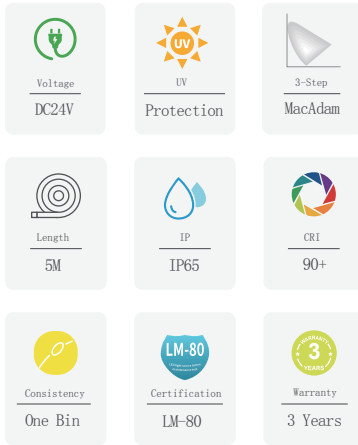 UV
Voltage
UV
3-Step
DC24V
Protection
MacAdam
Length
IP
CRI
5M
IP65
90+
LM-80
WARRANTY
3
YEARS
Consistency
Certification
Warranty
One Bin
LM-80
3 Years